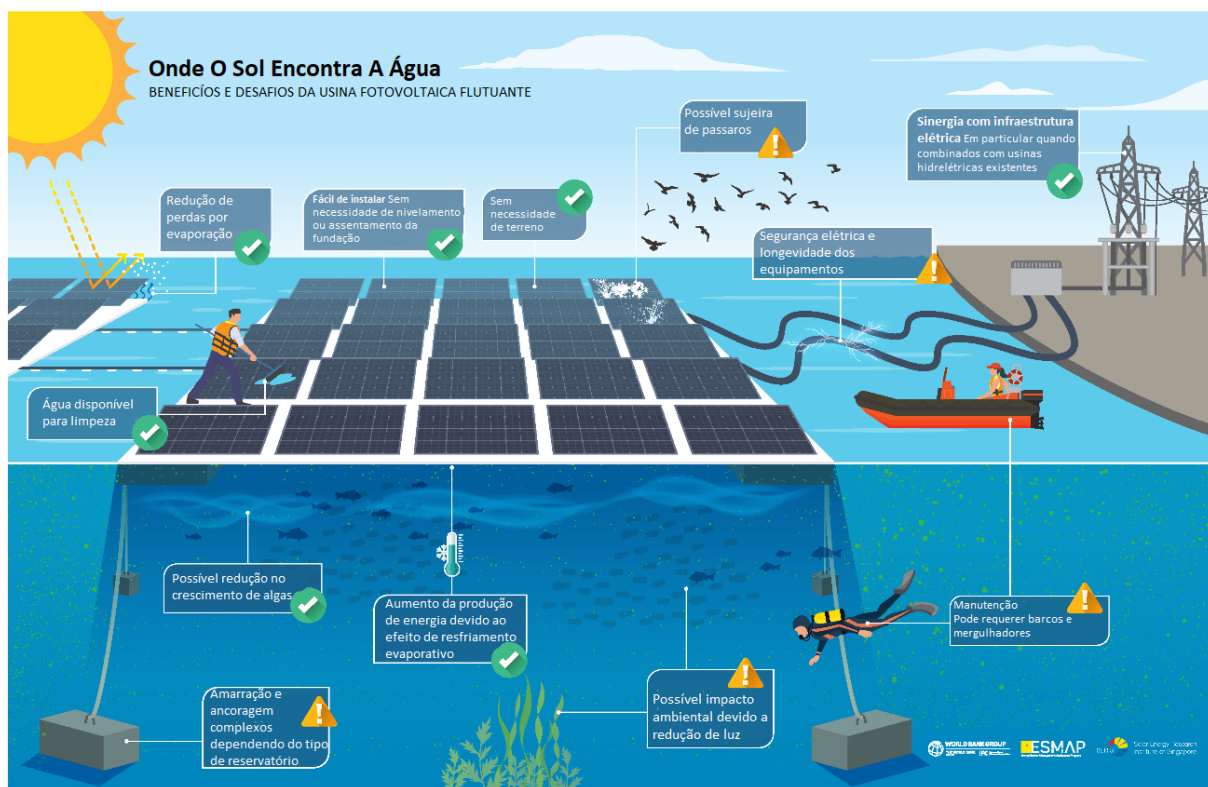 Onde O Sol Encontra A Água
BENEFICÍOS E DESAFIOS DA USINA FOTOVOLTAICA FLUTUANTE
Possível sujeira
de passaros
Sinergia com infraestrutura
elétrica Em particular quando
combinados com usinas
hidrelétricas existentes
Redução de
perdas por
evaporação
Fácil de instalar Sem
necessidade de nivelamento
ou assentamento da
fundação
Sem
necessidade
de terreno
Segurança elétrica e
longevidade dos
equipamentos
Água disponível
para limpeza
Possível redução no
crescimento de algas
Aumento da produção
de energia devido ao
efeito de resfriamento
evaporativo
Manutenção
Pode requerer barcos e
mergulhadores
Amarração e
ancoragem
complexos
dependendo do tipo
de reservatório
Possível impacto
ambiental devido a
redução de luz
WORLD BANK GROUP
ESMAP
Solar Energy Research
Institute of Singapore